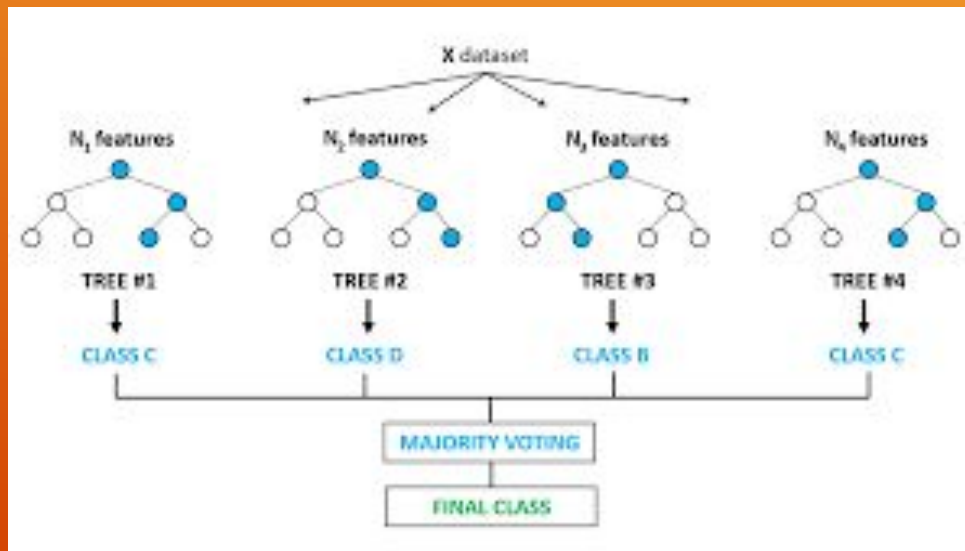 X dataset
N₁ features
N₂ features
N₃ features
N₄ features
TREE #1
TREE #2
TREE #3
TREE #4
CLASS C
CLASS D
CLASS B
CLASS C
MAJORITY VOTING
FINAL CLASS